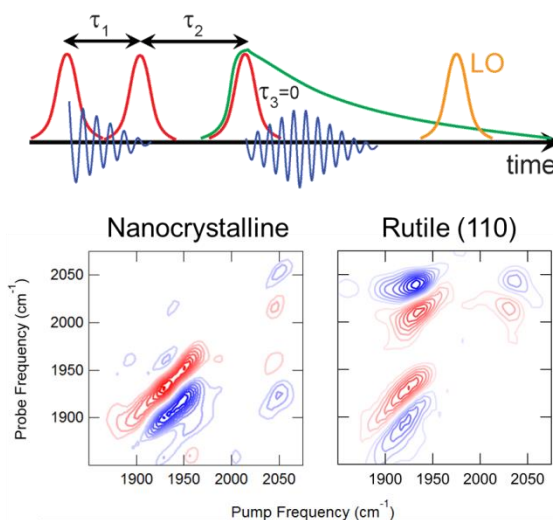 τ1 τ2
τ3=0
LO
time
Nanocrystalline Rutile (110)
Probe Frequency (cm-1)
2050
2000
1950
1900
1900 1950 2000 2050 1900 1950 2000 2050
Pump Frequency (cm-1)